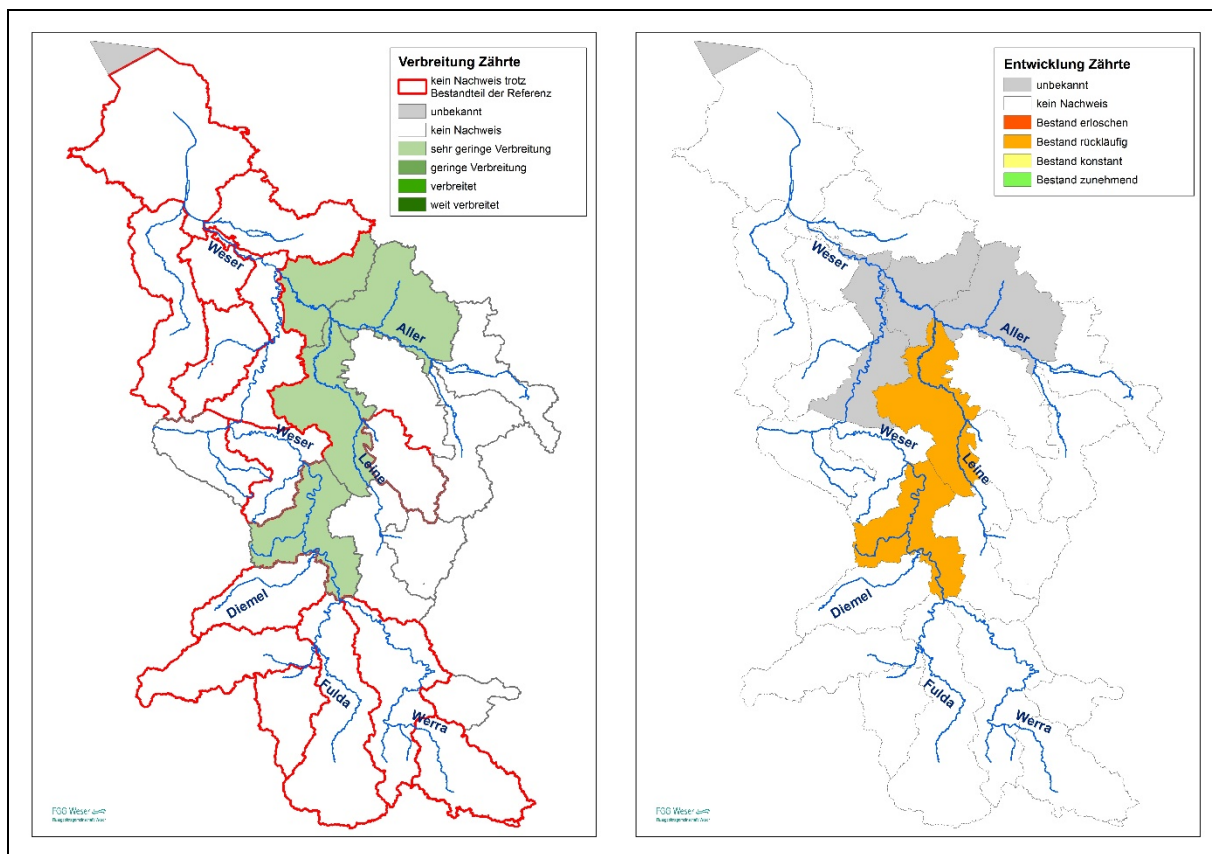 Verbreitung Zährte
kein Nachweis trotz
Bestandteil der Referenz
unbekannt
kein Nachweis
sehr geringe Verbreitung
geringe Verbreitung
verbreitet
weit verbreitet
Weser
Aller
Weser
Leine
Diemel
Fulda
Werra
FGG Weser
Entwicklung Zährte
unbekannt
kein Nachweis
Bestand erloschen
Bestand rückläufig
Bestand konstant
Bestand zunehmend
Weser
Aller
Weser
Leine
Diemel
Fulda
Werra
FGG Weser